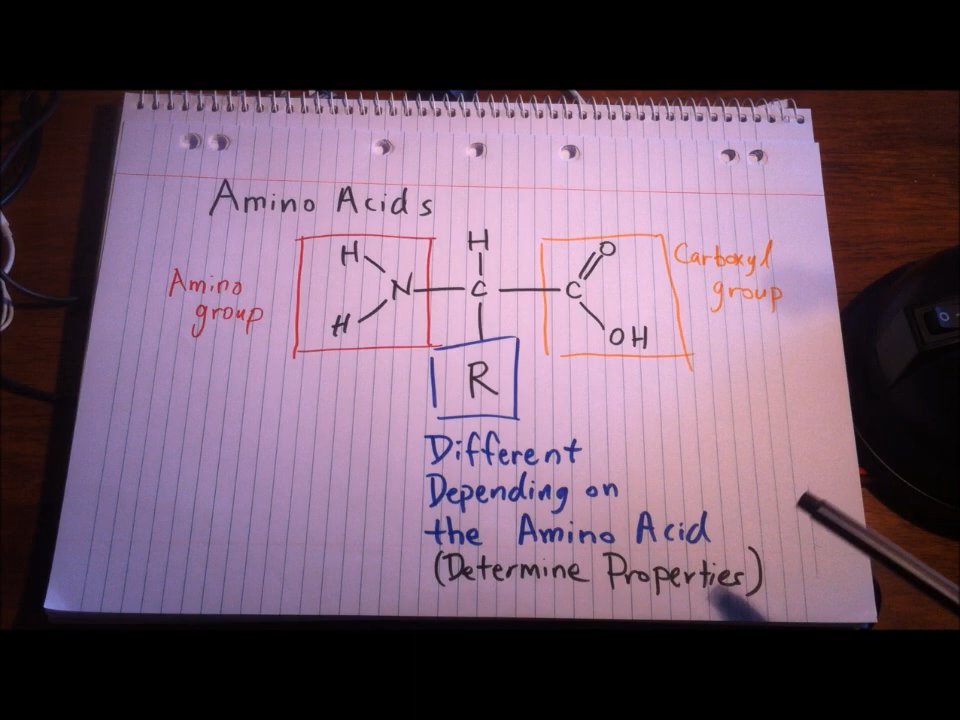 Amino Acids
Amino
group
H
H
N
H
C
R
C
O
OH
Carboxyl
group
Different
Depending on
the Amino Acid
(Determine Properties)